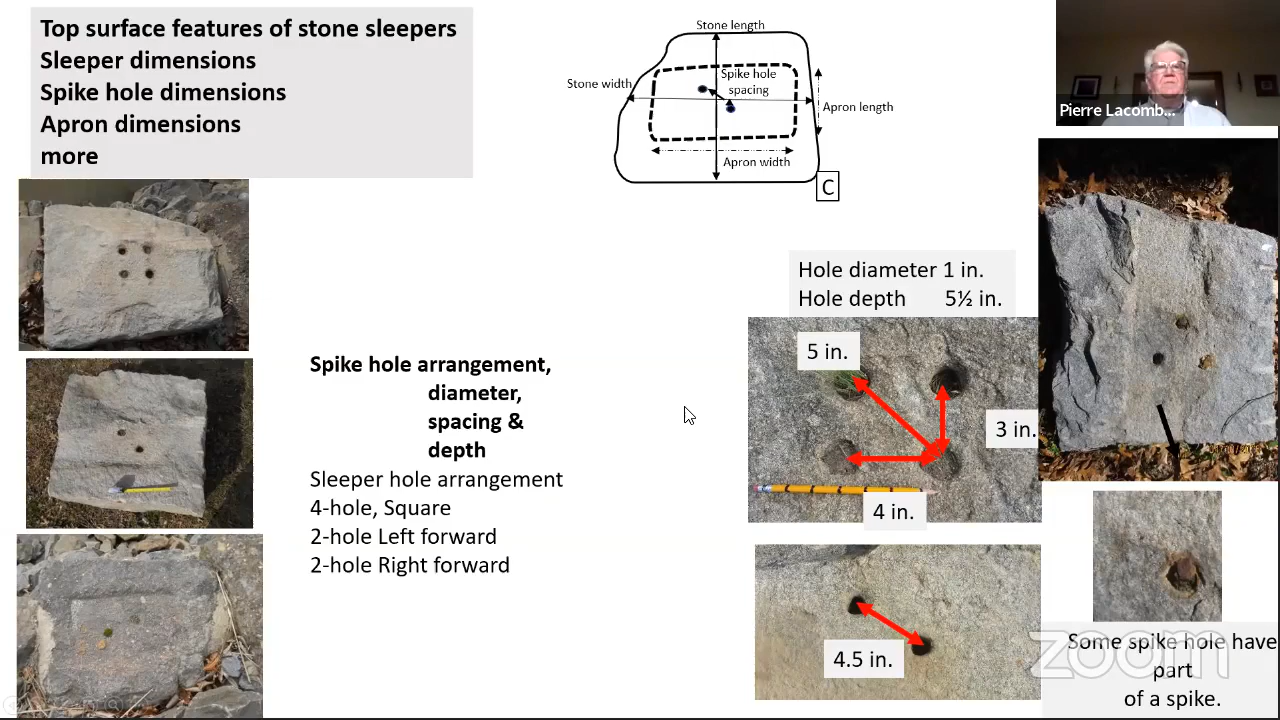 Top surface features of stone sleepers
Sleeper dimensions
Spike hole dimensions
Apron dimensions
more
Stone length
Stone width
Spike hole
spacing
Apron length
Apron width
C
Pierre Lacomb...
Hole diameter 1 in.
Hole depth 5½ in.
5 in.
3 in.
4 in.
4.5 in.
Spike hole arrangement,
diameter,
spacing &
depth
Sleeper hole arrangement
4-hole, Square
2-hole Left forward
2-hole Right forward
Some spike hole have
part
of a spike.
zoom